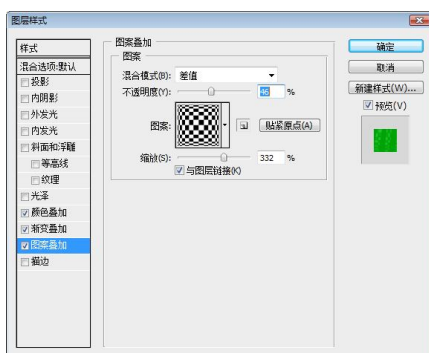 图层样式
样式
混合选项:默认
投影
内阴影
外发光
内发光
斜面和浮雕
等高线
纹理
光泽
颜色叠加
渐变叠加
图案叠加
描边
图案叠加
图案
混合模式(B): 差值
不透明度(Y): 46 %
图案: 贴紧原点(A)
缩放(S): 332 %
与图层链接(K)
确定
取消
新建样式(W)...
预览(V)